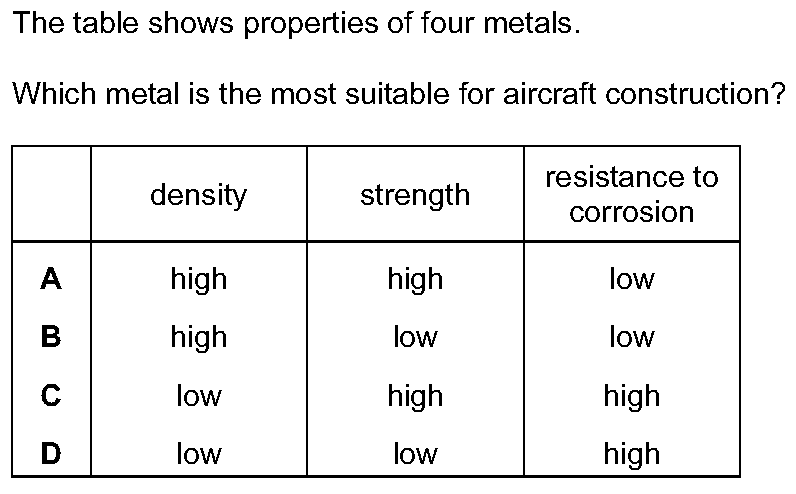 The table shows properties of four metals.
Which metal is the most suitable for aircraft construction?
density strength resistance to corrosion
A high high low
B high low low
C low high high
D low low high